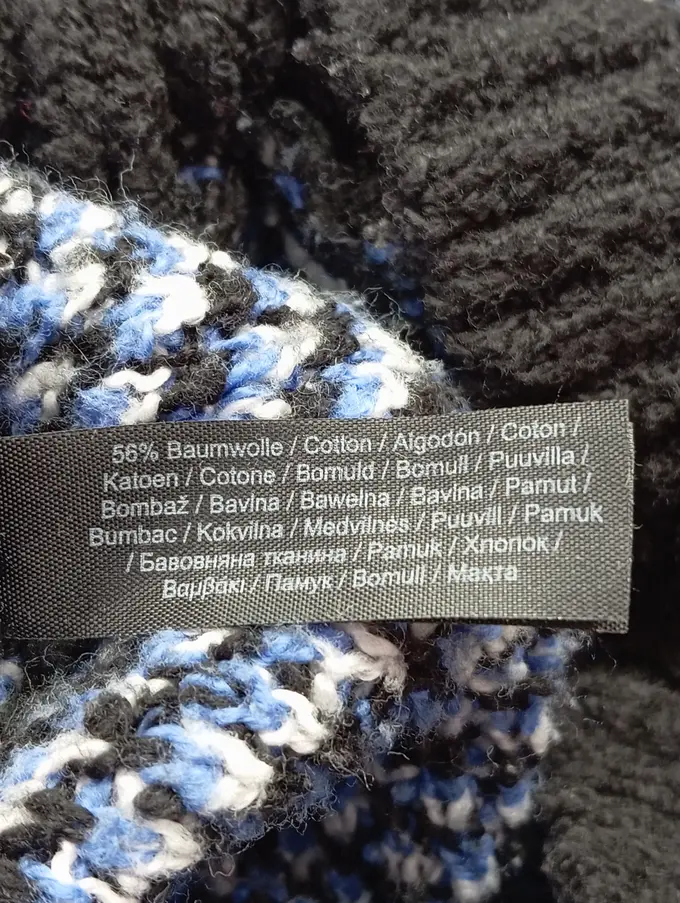 56% Baumwolle / Cotton / Algodón / Coton /
Katoen / Cotone / Bomuld / Bomull / Puuvilla /
Bombaž / Bavlna / Bawełna / Bavlna / Pamut /
Bumbac / Kokvilna / Medvilnės / Puuvill / Pamuk
/ Бавовняна тканина / Pamuk / Хлопок /
Βαμβάκι / Памук / Bomull / Мақта